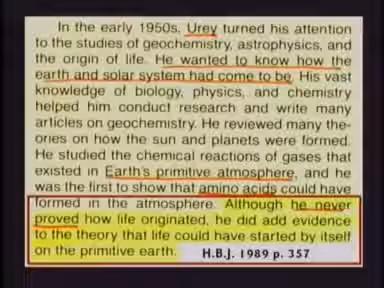 In the early 1950s, Urey turned his attention
to the studies of geochemistry, astrophysics, and
the origin of life. He wanted to know how the
earth and solar system had come to be. His vast
knowledge of biology, physics, and chemistry
helped him conduct research and write many
articles on geochemistry. He reviewed many the-
ories on how the sun and planets were formed.
He studied the chemical reactions of gases that
existed in Earth's primitive atmosphere, and he
was the first to show that amino acids could have
formed in the atmosphere. Although he never
proved how life originated, he did add evidence
to the theory that life could have started by itself
on the primitive earth.
H.B.J. 1989 p. 357